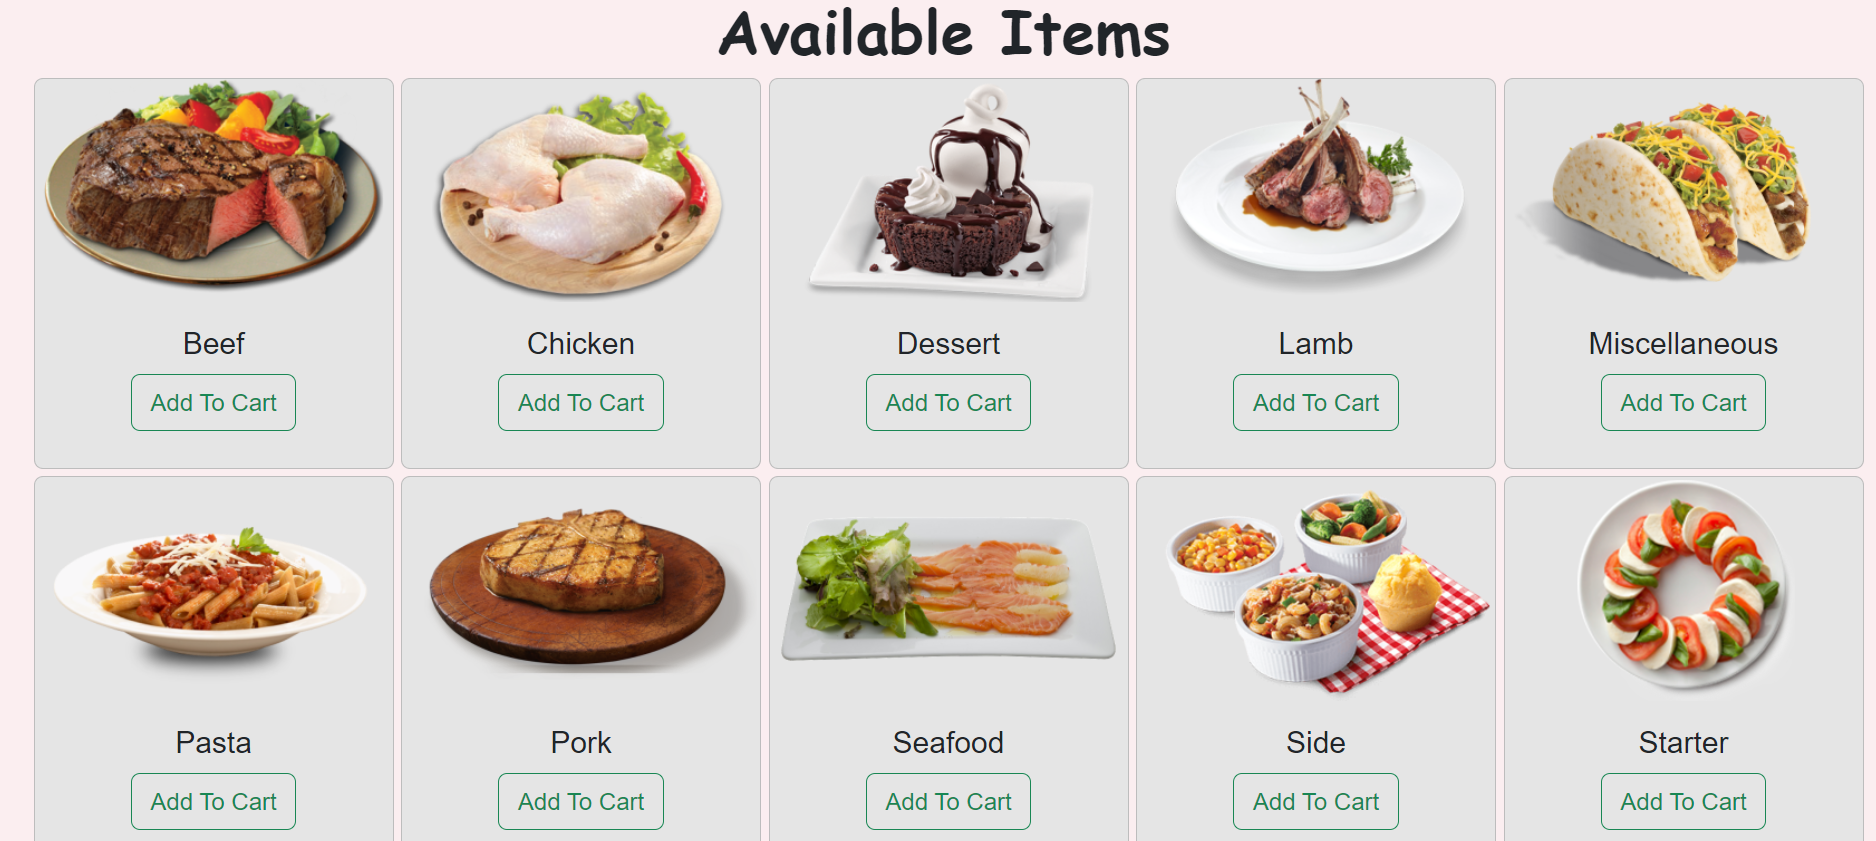 Available Items
Beef
Add To Cart
Chicken
Add To Cart
Dessert
Add To Cart
Lamb
Add To Cart
Miscellaneous
Add To Cart
Pasta
Add To Cart
Pork
Add To Cart
Seafood
Add To Cart
Side
Add To Cart
Starter
Add To Cart